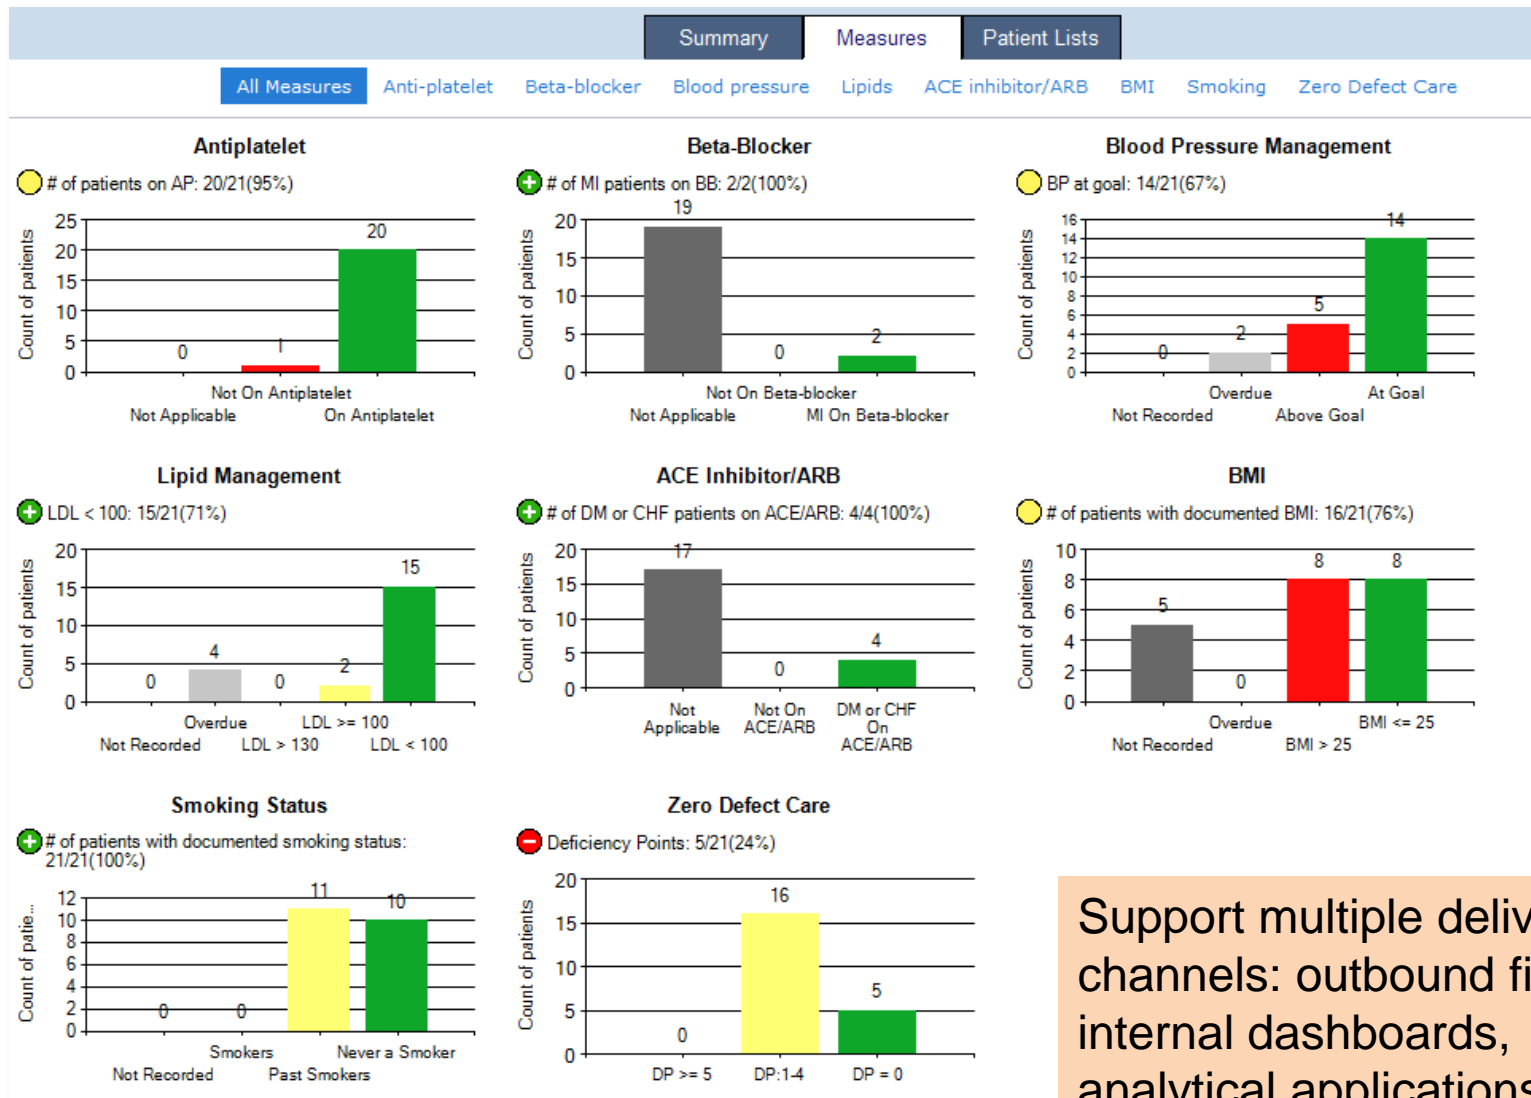 Summary Measures Patient Lists
All Measures Anti-platelet Beta-blocker Blood pressure Lipids ACE inhibitor/ARB BMI Smoking Zero Defect Care
Antiplatelet
# of patients on AP: 20/21(95%)
Count of patients
25
20
15
10
5
0
0
1
20
Not On Antiplatelet
Not Applicable On Antiplatelet
Beta-Blocker
# of MI patients on BB: 2/2(100%)
Count of patients
20
15
10
5
0
19
0
2
Not On Beta-blocker
Not Applicable MI On Beta-blocker
Blood Pressure Management
BP at goal: 14/21(67%)
Count of patients
16
14
12
10
8
6
4
2
0
0
2
5
14
Overdue At Goal
Not Recorded Above Goal
Lipid Management
LDL < 100: 15/21(71%)
Count of patients
20
15
10
5
0
0
4
0
2
15
Overdue LDL >= 100
Not Recorded LDL > 130 LDL < 100
ACE Inhibitor/ARB
# of DM or CHF patients on ACE/ARB: 4/4(100%)
Count of patients
20
15
10
5
0
17
0
4
Not Applicable
Not On ACE/ARB
DM or CHF On ACE/ARB
BMI
# of patients with documented BMI: 16/21(76%)
Count of patients
10
8
6
4
2
0
5
0
8
8
Overdue BMI <= 25
Not Recorded BMI > 25
Smoking Status
# of patients with documented smoking status:
21/21(100%)
Count of patie...
12
10
8
6
4
2
0
0
0
11
10
Smokers Never a Smoker
Not Recorded Past Smokers
Zero Defect Care
Deficiency Points: 5/21(24%)
Count of patients
20
15
10
5
0
0
16
5
DP >= 5 DP:1-4 DP = 0
Support multiple
channels: outbound
internal dashboards,
analytical applications